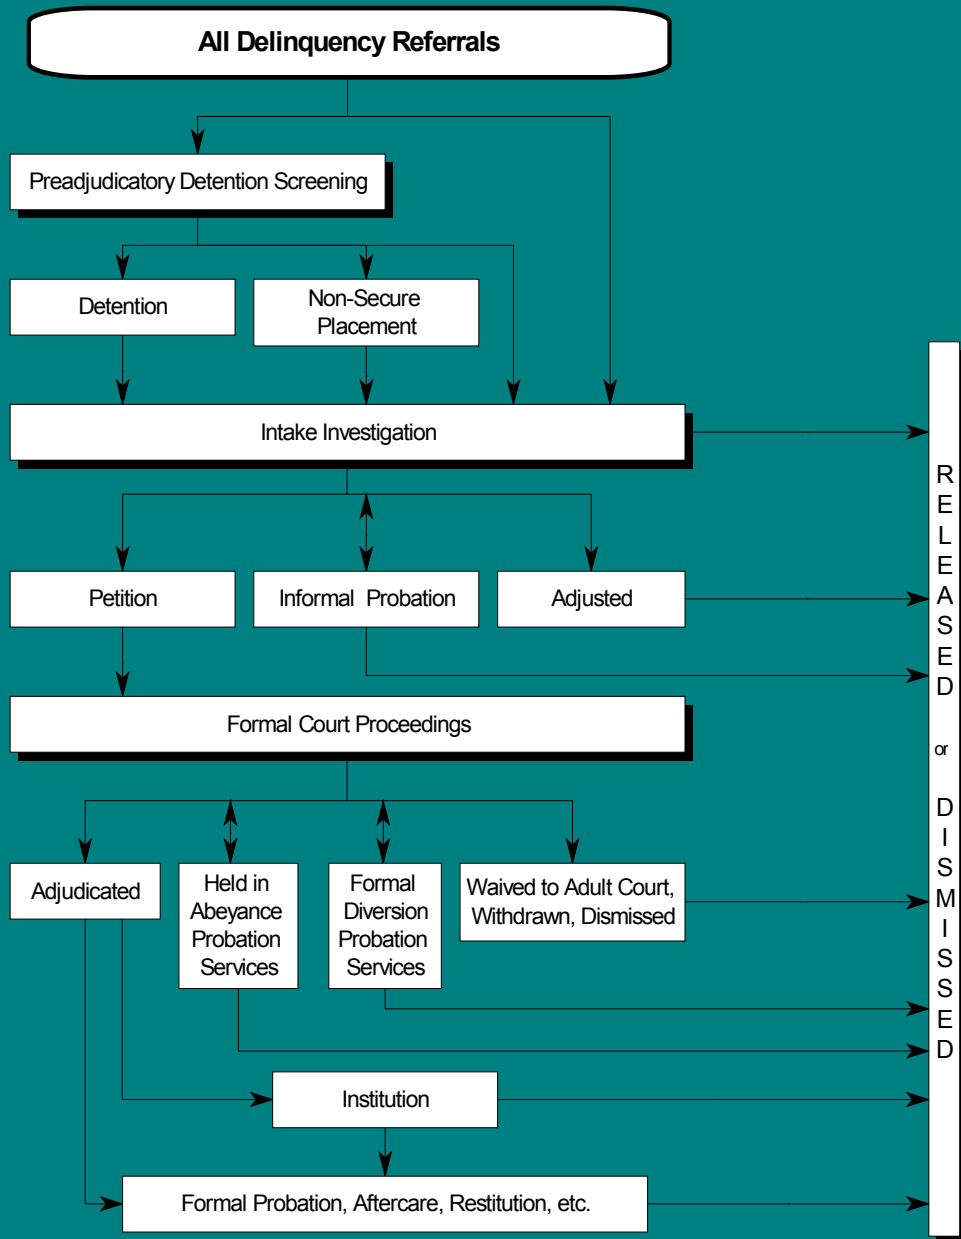 All Delinquency Referrals
Preadjudicatory Detention Screening
Detention
Non-Secure
Placement
Intake Investigation
Petition
Informal Probation
Adjusted
Formal Court Proceedings
Adjudicated
Held in
Abeyance
Probation
Services
Formal
Diversion
Probation
Services
Waived to Adult Court,
Withdrawn, Dismissed
Institution
Formal Probation, Aftercare, Restitution, etc.
RELEASED
or
DISMISSED